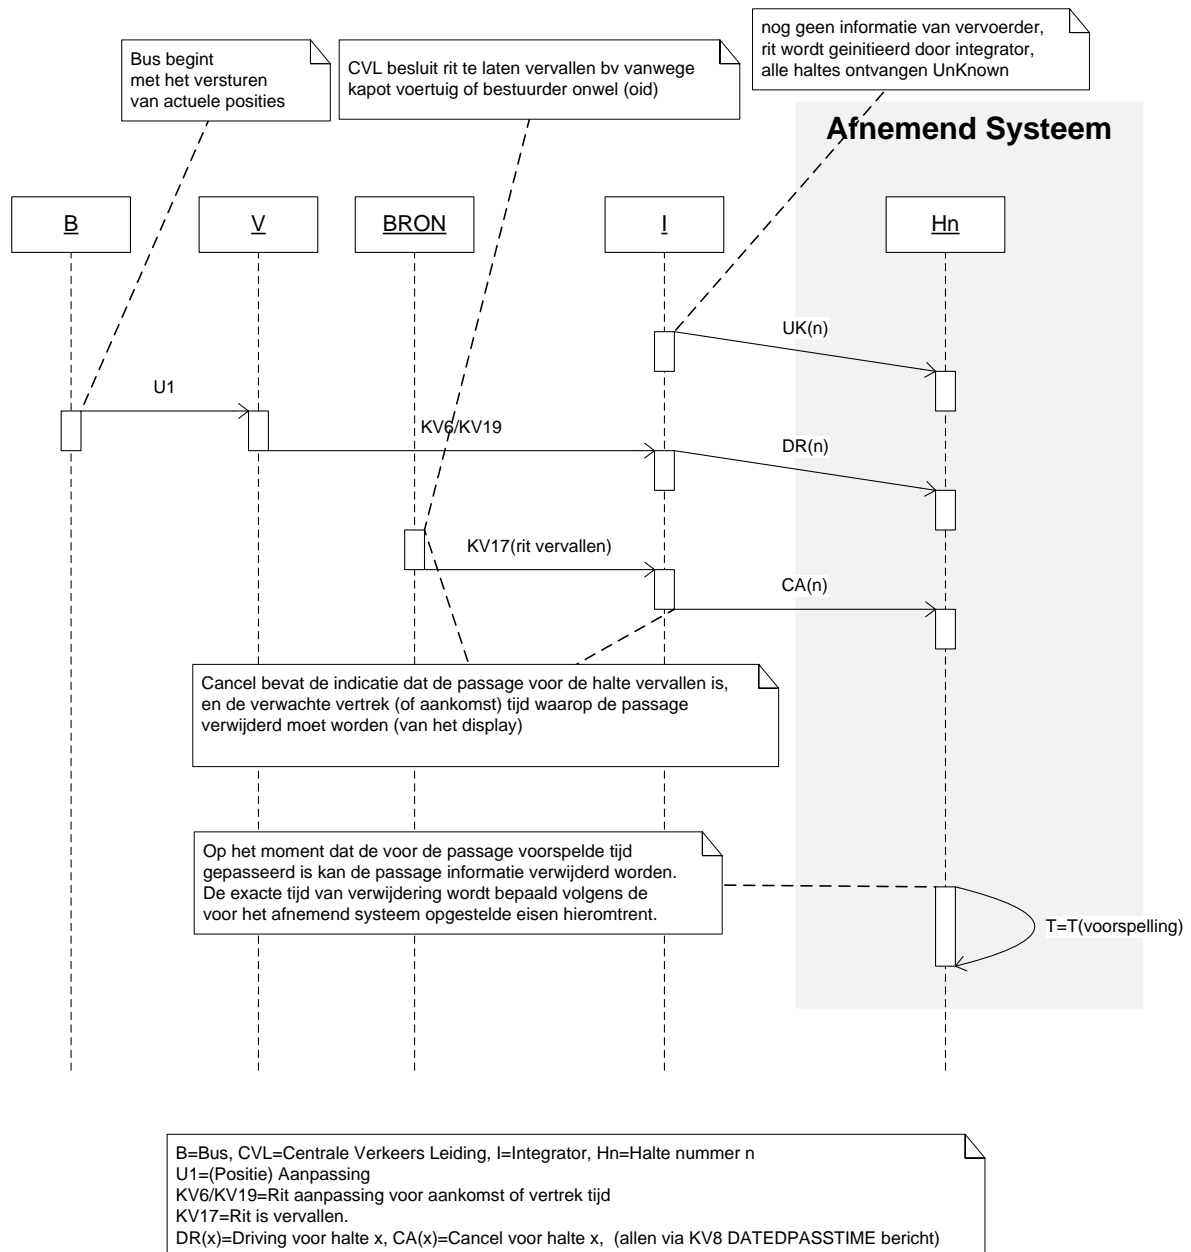 nog geen informatie van vervoerder,
rit wordt geinitieerd door integrator,
alle haltes ontvangen UnKnown
Bus begint
met het versturen
van actuele posities
CVL besluit rit te laten vervallen bv vanwege
kapot voertuig of bestuurder onwel (oid)
Afnemend Systeem
B
V
BRON
I
Hn
UK(n)
U1
KV6/KV19
DR(n)
KV17(rit vervallen)
CA(n)
Cancel bevat de indicatie dat de passage voor de halte vervallen is,
en de verwachte vertrek (of aankomst) tijd waarop de passage
verwijderd moet worden (van het display)
Op het moment dat de voor de passage voorspelde tijd
gepasseerd is kan de passage informatie verwijderd worden.
De exacte tijd van verwijdering wordt bepaald volgens de
voor het afnemend systeem opgestelde eisen hieromtrent.
T=T(voorspelling)
B=Bus, CVL=Centrale Verkeers Leiding, I=Integrator, Hn=Halte nummer n
U1=(Positie) Aanpassing
KV6/KV19=Rit aanpassing voor aankomst of vertrek tijd
KV17=Rit is vervallen.
DR(x)=Driving voor halte x, CA(x)=Cancel voor halte x,  (allen via KV8 DATEDPASSTIME bericht)